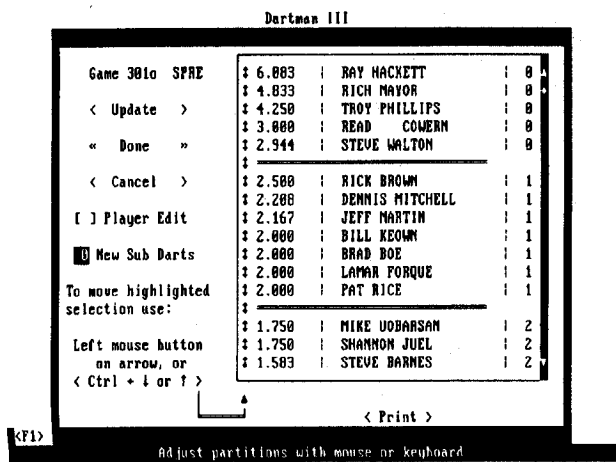 Dartman III
Game 301o SPRE
< Update >
« Done »
< Cancel >
[ ] Player Edit
0 New Sub Darts
To move highlighted
selection use:
Left mouse button
on arrow, or
< Ctrl + ↓ or ↑ >
↕ 6.083 ¦ RAY HACKETT ¦ 0
↕ 4.833 ¦ RICH MAYOR ¦ 0
↕ 4.250 ¦ TROY PHILLIPS ¦ 0
↕ 3.000 ¦ READ COWERN ¦ 0
↕ 2.944 ¦ STEVE WALTON ¦ 0
↕
↕ 2.500 ¦ RICK BROWN ¦ 1
↕ 2.208 ¦ DENNIS MITCHELL ¦ 1
↕ 2.167 ¦ JEFF MARTIN ¦ 1
↕ 2.000 ¦ BILL KEOWN ¦ 1
↕ 2.000 ¦ BRAD BOE ¦ 1
↕ 2.000 ¦ LAMAR FORQUE ¦ 1
↕ 2.000 ¦ PAT RICE ¦ 1
↕
↕ 1.750 ¦ MIKE VOBARSAN ¦ 2
↕ 1.750 ¦ SHANNON JUEL ¦ 2
↕ 1.583 ¦ STEVE BARNES ¦ 2
< Print >
<F1>
Adjust partitions with mouse or keyboard